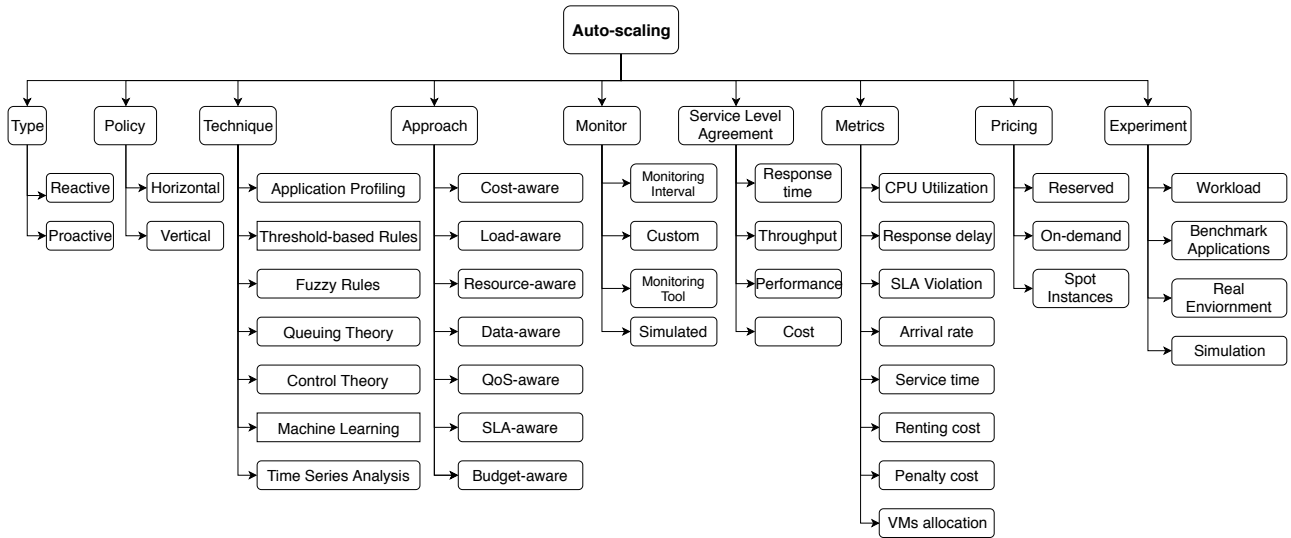 Auto-scaling
Type
Policy
Technique
Approach
Monitor
Service Level
Agreement
Metrics
Pricing
Experiment
Reactive
Proactive
Horizontal
Vertical
Application Profiling
Threshold-based Rules
Fuzzy Rules
Queuing Theory
Control Theory
Machine Learning
Time Series Analysis
Cost-aware
Load-aware
Resource-aware
Data-aware
QoS-aware
SLA-aware
Budget-aware
Monitoring
Interval
Custom
Monitoring
Tool
Simulated
Response
time
Throughput
Performance
Cost
CPU Utilization
Response delay
SLA Violation
Arrival rate
Service time
Renting cost
Penalty cost
VMs allocation
Reserved
On-demand
Spot
Instances
Workload
Benchmark
Applications
Real
Enviornment
Simulation